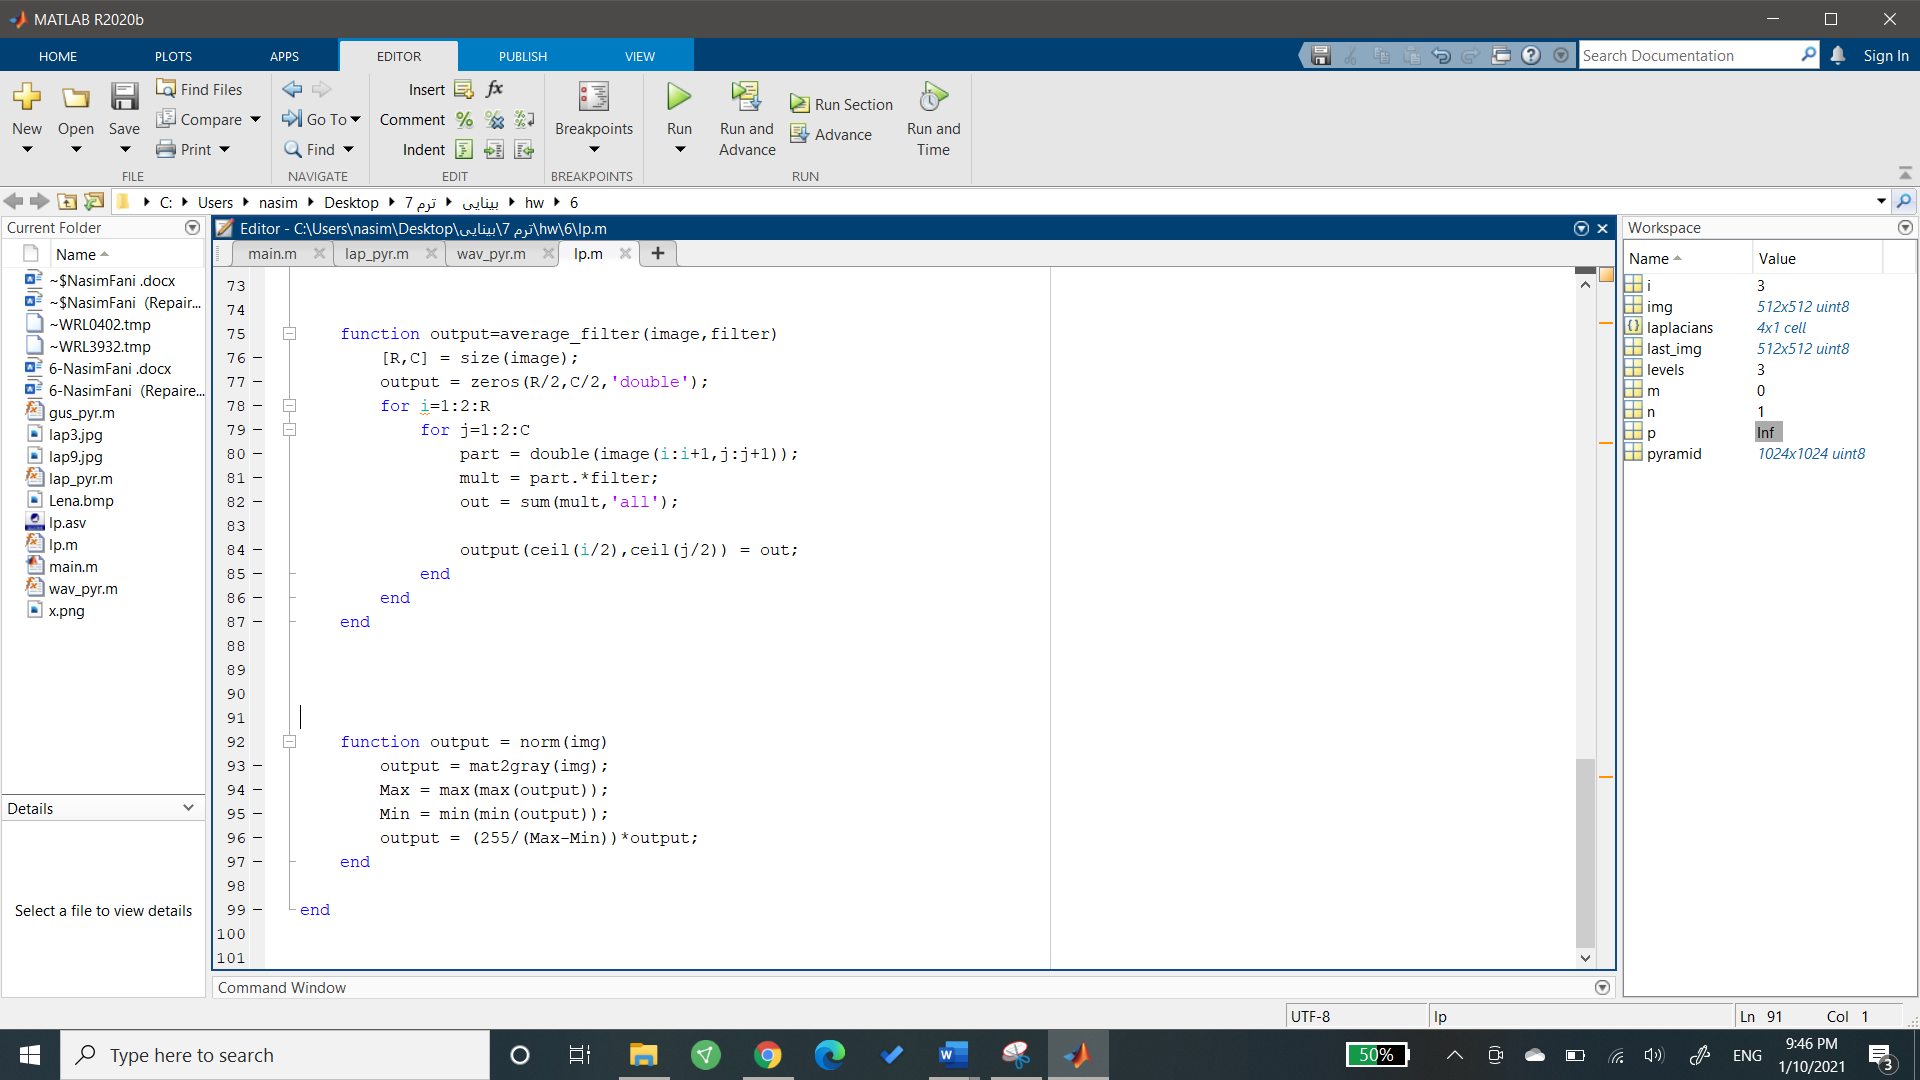 MATLAB R2020b
HOME PLOTS APPS EDITOR PUBLISH VIEW Search Documentation Sign In
New Open Save Find Files Compare Print
FILE
Go To Find
NAVIGATE
Insert fx
Comment
Indent
EDIT
Breakpoints
BREAKPOINTS
Run Run and Advance Run Section Advance Run and Time
RUN
C: Users nasim Desktop ترم 7 بینایی hw 6
Current Folder
Name
~$NasimFani .docx
~$NasimFani (Repair...
~WRL0402.tmp
~WRL3932.tmp
6-NasimFani .docx
6-NasimFani (Repaire...
gus_pyr.m
lap3.jpg
lap9.jpg
lap_pyr.m
Lena.bmp
lp.asv
lp.m
main.m
wav_pyr.m
x.png
Details
Select a file to view details
Editor - C:\Users\nasim\Desktop\ترم 7\بینایی\hw\6\lp.m
main.m lap_pyr.m wav_pyr.m lp.m
73
74
75 function output=average_filter(image,filter)
76 [R,C] = size(image);
77 output = zeros(R/2,C/2,'double');
78 for i=1:2:R
79 for j=1:2:C
80 part = double(image(i:i+1,j:j+1));
81 mult = part.*filter;
82 out = sum(mult,'all');
83
84 output(ceil(i/2),ceil(j/2)) = out;
85 end
86 end
87 end
88
89
90
91
92 function output = norm(img)
93 output = mat2gray(img);
94 Max = max(max(output));
95 Min = min(min(output));
96 output = (255/(Max-Min))*output;
97 end
98
99 end
100
101
Command Window
Workspace
Name Value
i 3
img 512x512 uint8
laplacians 4x1 cell
last_img 512x512 uint8
levels 3
m 0
n 1
p Inf
pyramid 1024x1024 uint8
UTF-8 lp Ln 91 Col 1
Type here to search
50%
ENG
9:46 PM
1/10/2021
3